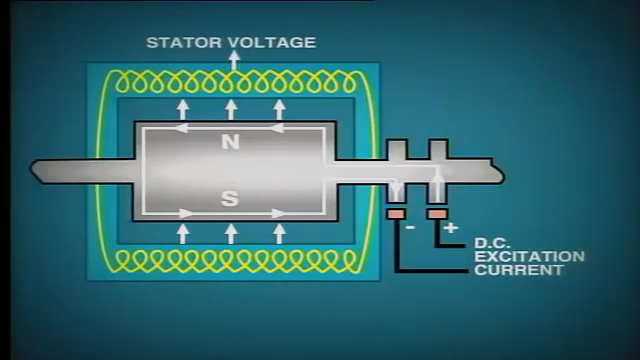 STATOR VOLTAGE
N
S
- +
D.C.
EXCITATION
CURRENT